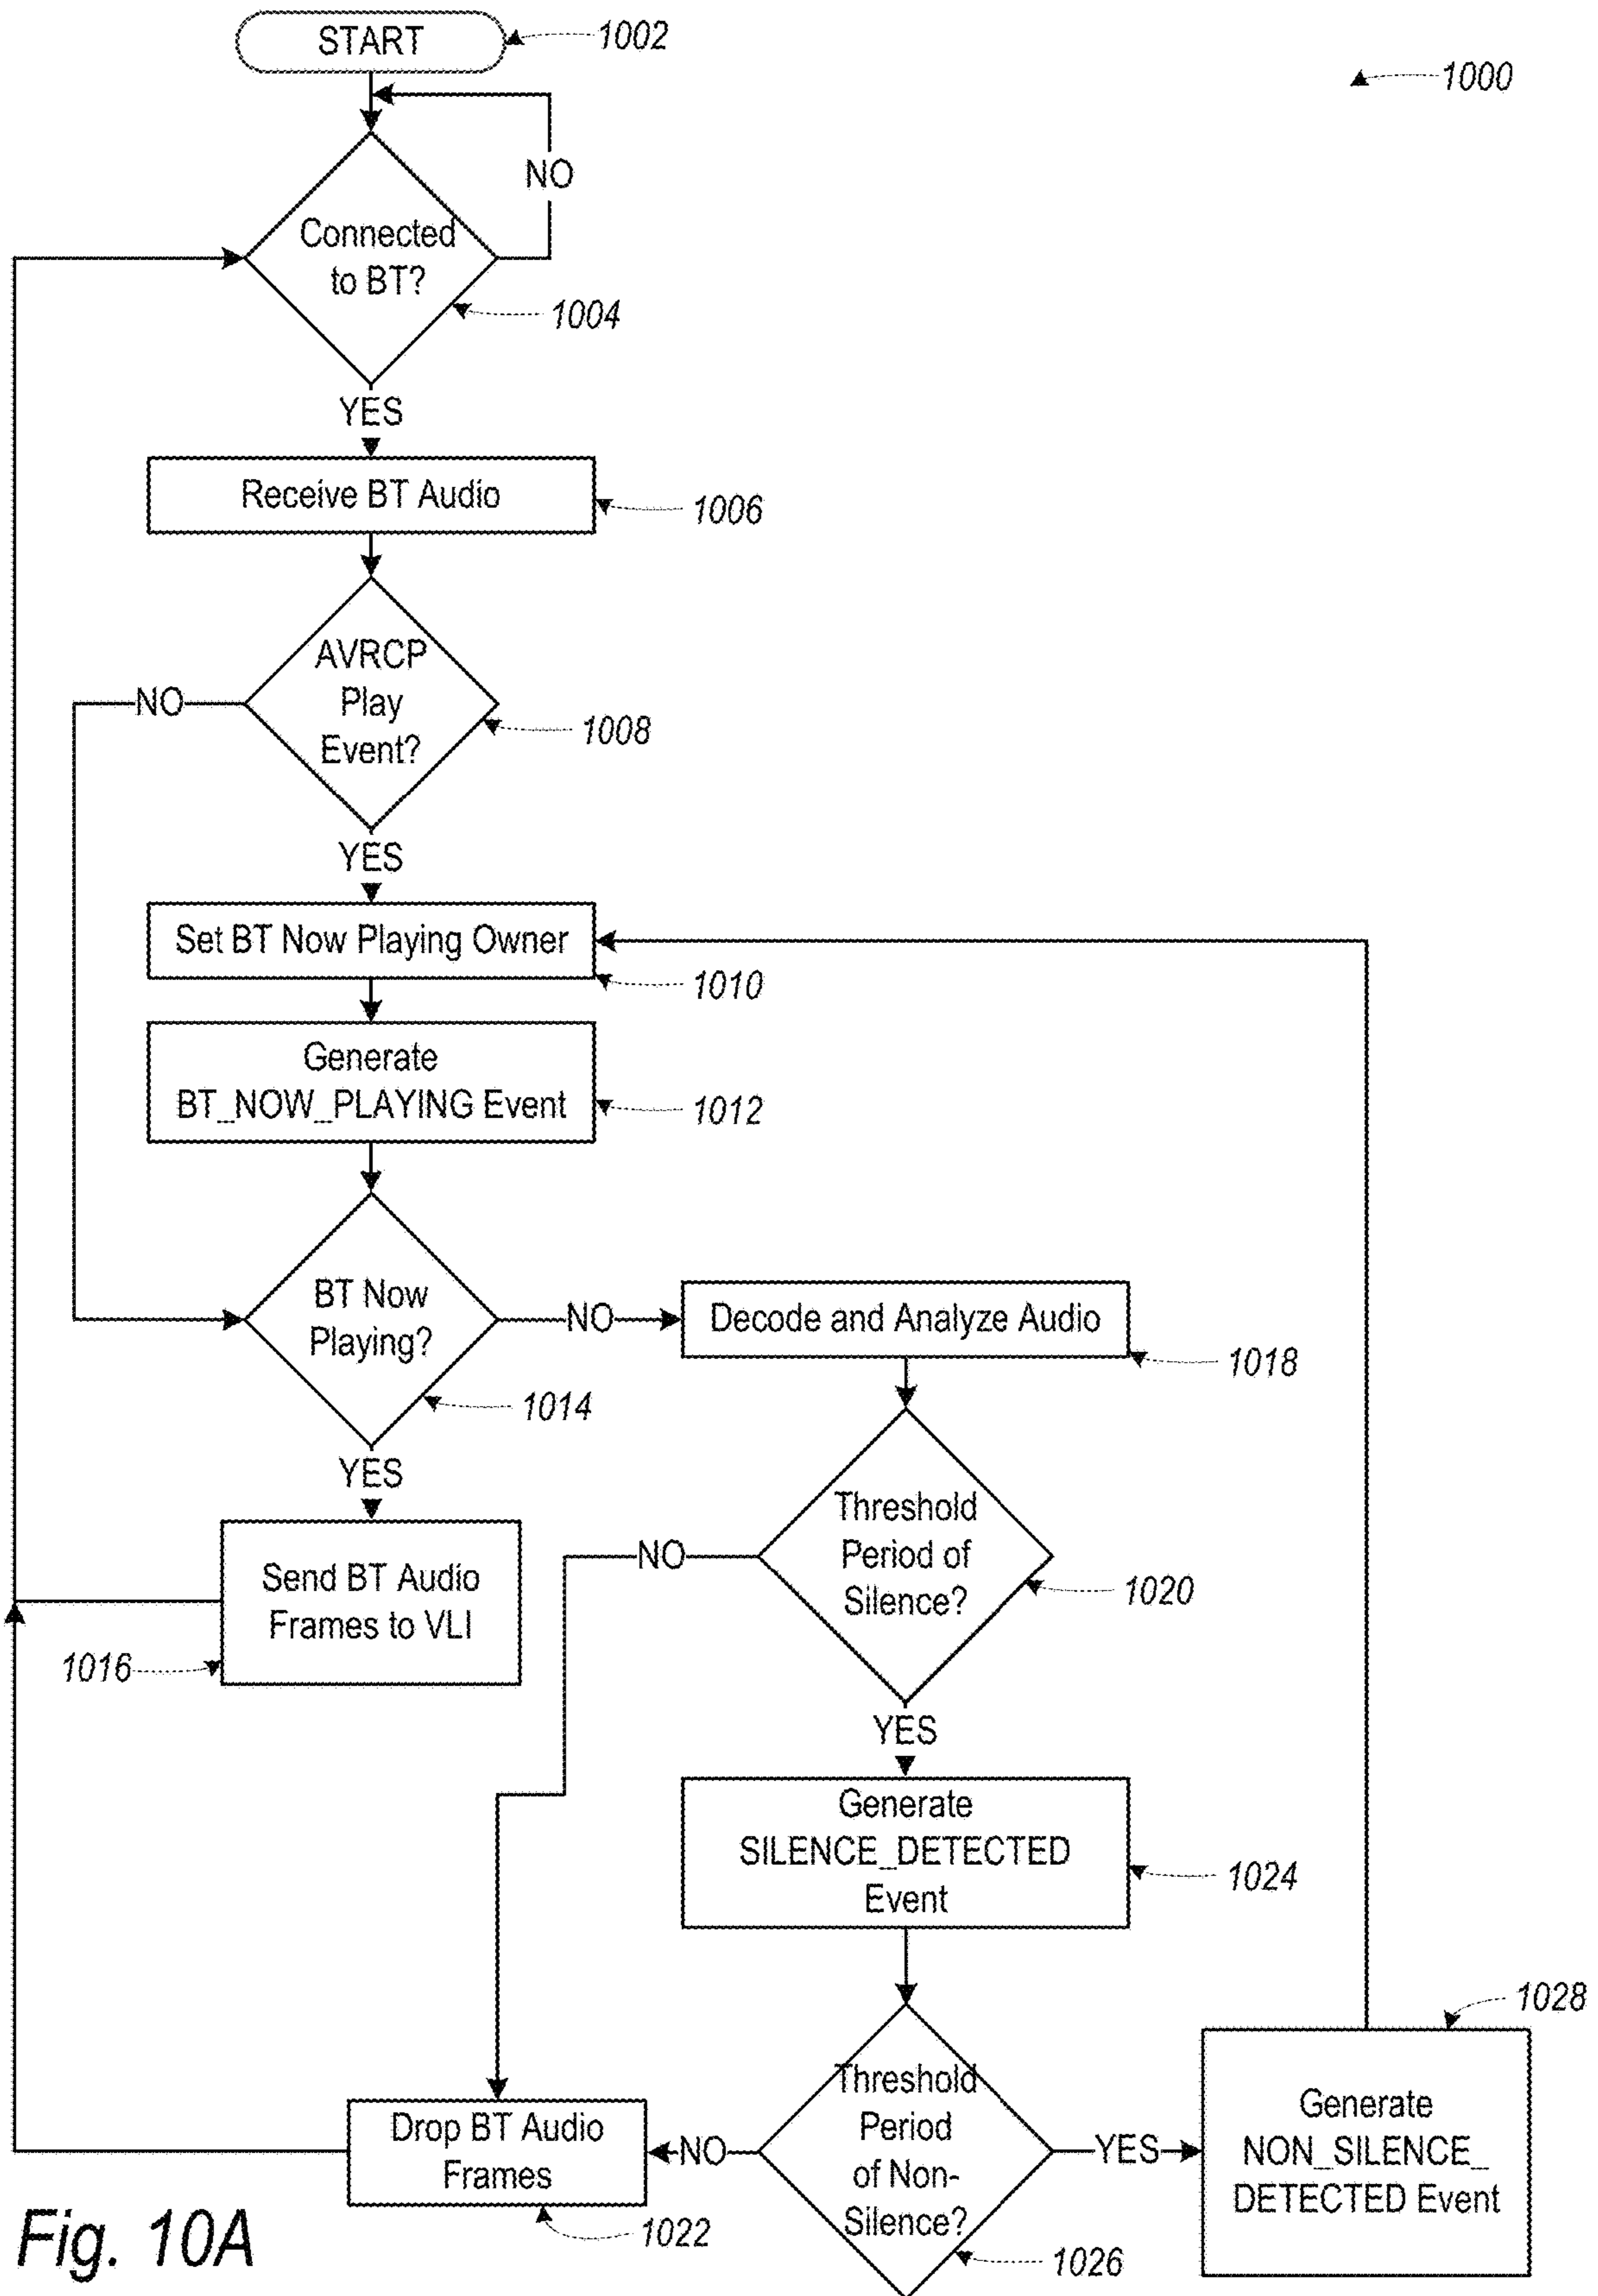 START
1002
1000
NO
Connected
to BT?
1004
YES
Receive BT Audio
1006
AVRCP
Play
Event?
NO
1008
YES
Set BT Now Playing Owner
1010
Generate
BT_NOW_PLAYING Event
1012
BT Now
Playing?
NO
Decode and Analyze Audio
1018
1014
YES
Send BT Audio
Frames to VLI
1016
Threshold
Period of
Silence?
NO
1020
YES
Generate
SILENCE_DETECTED
Event
1024
Threshold
Period
of Non-
Silence?
NO
YES
1026
Drop BT Audio
Frames
1022
1028
Generate
NON_SILENCE_
DETECTED Event
Fig. 10A